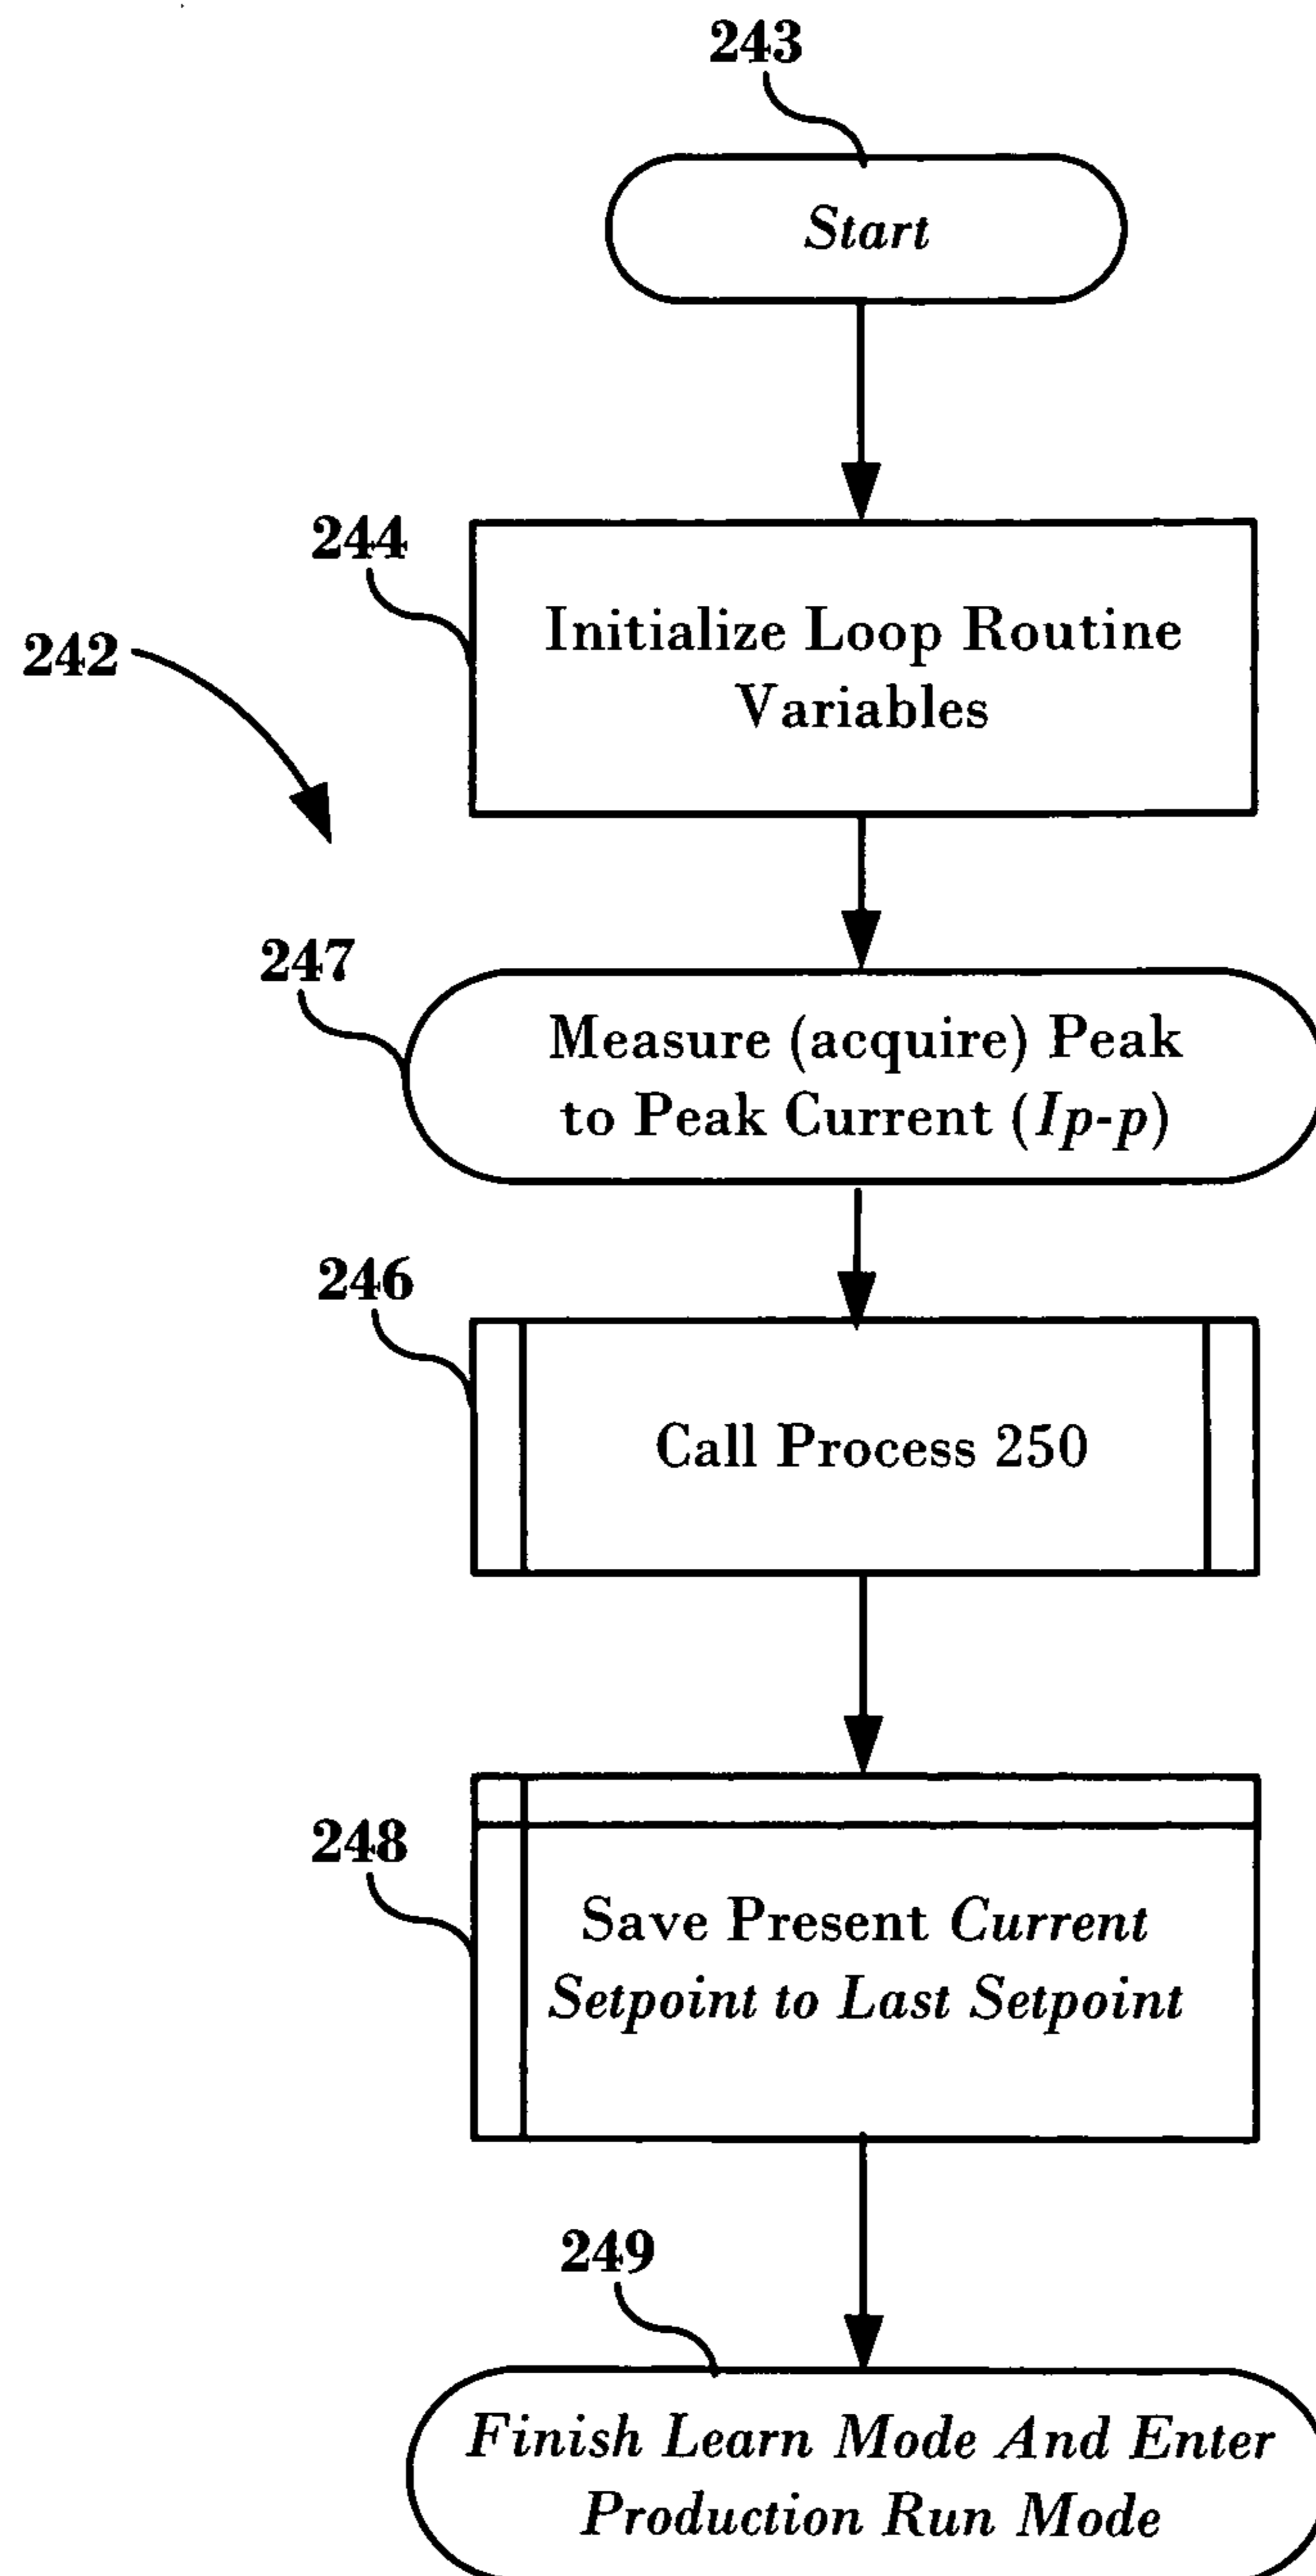 243
Start
244
Initialize Loop Routine
Variables
242
247
Measure (acquire) Peak
to Peak Current (Ip-p)
246
Call Process 250
248
Save Present Current
Setpoint to Last Setpoint
249
Finish Learn Mode And Enter
Production Run Mode